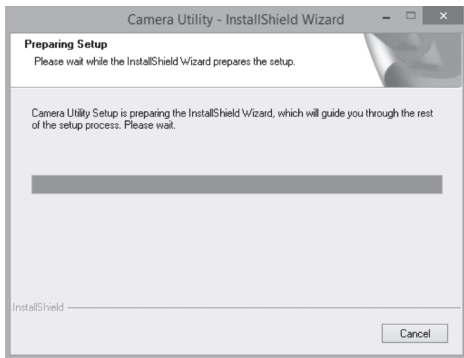 Camera Utility - InstallShield Wizard
Preparing Setup
Please wait while the InstallShield Wizard prepares the setup.
Camera Utility Setup is preparing the InstallShield Wizard, which will guide you through the rest
of the setup process. Please wait.
InstallShield
Cancel